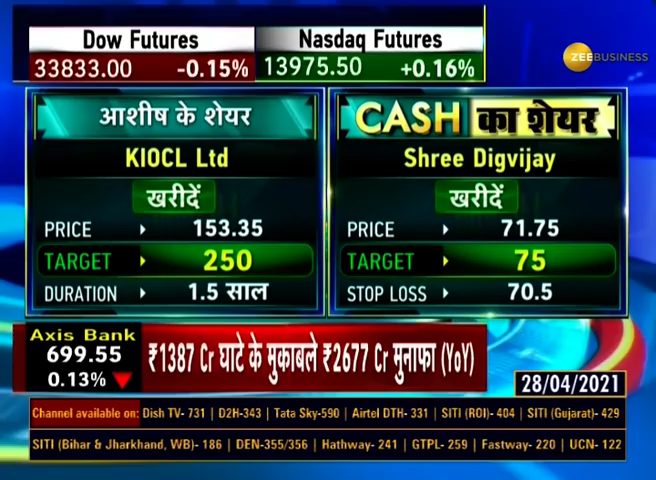 Dow Futures
33833.00 -0.15%
Nasdaq Futures
13975.50 +0.16%
ZEEBUSINESS
आशीष के शेयर
KIOCL Ltd
खरीदें
PRICE 153.35
TARGET 250
DURATION 1.5 साल
CASH का शेयर
Shree Digvijay
खरीदें
PRICE 71.75
TARGET 75
STOP LOSS 70.5
Axis Bank
699.55
0.13%
₹1387 Cr घाटे के मुकाबले ₹2677 Cr मुनाफा (YoY)
28/04/2021
Channel available on: Dish TV- 731 | D2H-343 | Tata Sky-590 | Airtel DTH- 331 | SITI (ROI)- 404 | SITI (Gujarat)- 429
SITI (Bihar & Jharkhand, WB)- 186 | DEN-355/356 | Hathway- 241 | GTPL- 259 | Fastway- 220 | UCN- 122